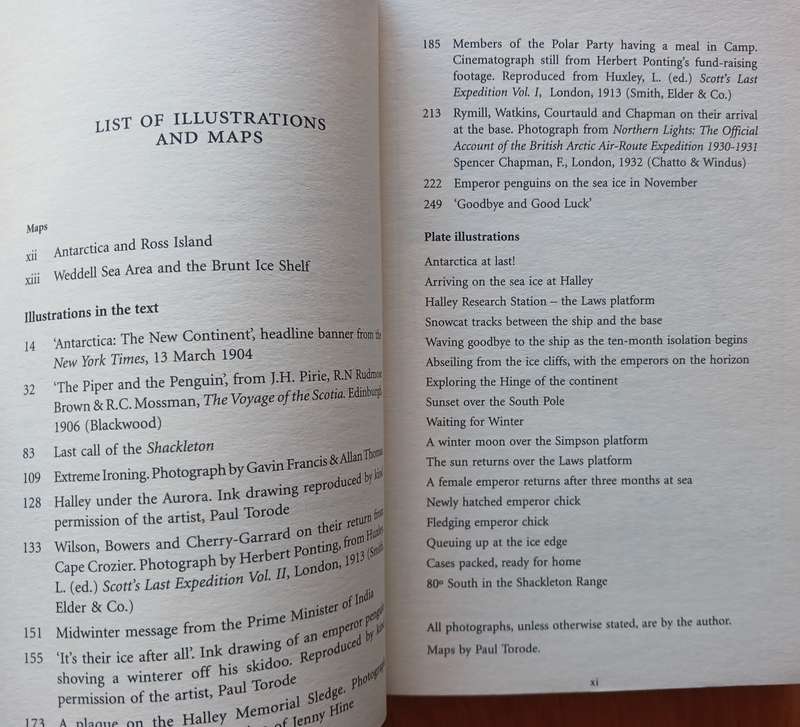 LIST OF ILLUSTRATIONS
AND MAPS
Maps
xii Antarctica and Ross Island
xiii Weddell Sea Area and the Brunt Ice Shelf
Illustrations in the text
14 ‘Antarctica: The New Continent’, headline banner from the
New York Times, 13 March 1904
32 ‘The Piper and the Penguin’, from J.H. Pirie, R.N Rudmose
Brown & R.C. Mossman, The Voyage of the Scotia. Edinburgh
1906 (Blackwood)
83 Last call of the Shackleton
109 Extreme Ironing. Photograph by Gavin Francis & Allan Thomas
128 Halley under the Aurora. Ink drawing reproduced by kind
permission of the artist, Paul Torode
133 Wilson, Bowers and Cherry-Garrard on their return from
Cape Crozier. Photograph by Herbert Ponting, from Huxley,
L. (ed.) Scott's Last Expedition Vol. II, London, 1913 (Smith,
Elder & Co.)
151 Midwinter message from the Prime Minister of India
155 ‘It's their ice after all’. Ink drawing of an emperor penguin
shoving a winterer off his skidoo. Reproduced by kind
permission of the artist, Paul Torode
173 A plaque on the Halley Memorial Sledge. Photograph
of Jenny Hine
185 Members of the Polar Party having a meal in Camp.
Cinematograph still from Herbert Ponting's fund-raising
footage. Reproduced from Huxley, L. (ed.) Scott's Last
Expedition Vol. I, London, 1913 (Smith, Elder & Co.)
213 Rymill, Watkins, Courtauld and Chapman on their arrival
at the base. Photograph from Northern Lights: The Official
Account of the British Arctic Air-Route Expedition 1930-1931
Spencer Chapman, F., London, 1932 (Chatto & Windus)
222 Emperor penguins on the sea ice in November
249 ‘Goodbye and Good Luck’
Plate illustrations
Antarctica at last!
Arriving on the sea ice at Halley
Halley Research Station – the Laws platform
Snowcat tracks between the ship and the base
Waving goodbye to the ship as the ten-month isolation begins
Abseiling from the ice cliffs, with the emperors on the horizon
Exploring the Hinge of the continent
Sunset over the South Pole
Waiting for Winter
A winter moon over the Simpson platform
The sun returns over the Laws platform
A female emperor returns after three months at sea
Newly hatched emperor chick
Fledging emperor chick
Queuing up at the ice edge
Cases packed, ready for home
80º South in the Shackleton Range
All photographs, unless otherwise stated, are by the author.
Maps by Paul Torode.
xi